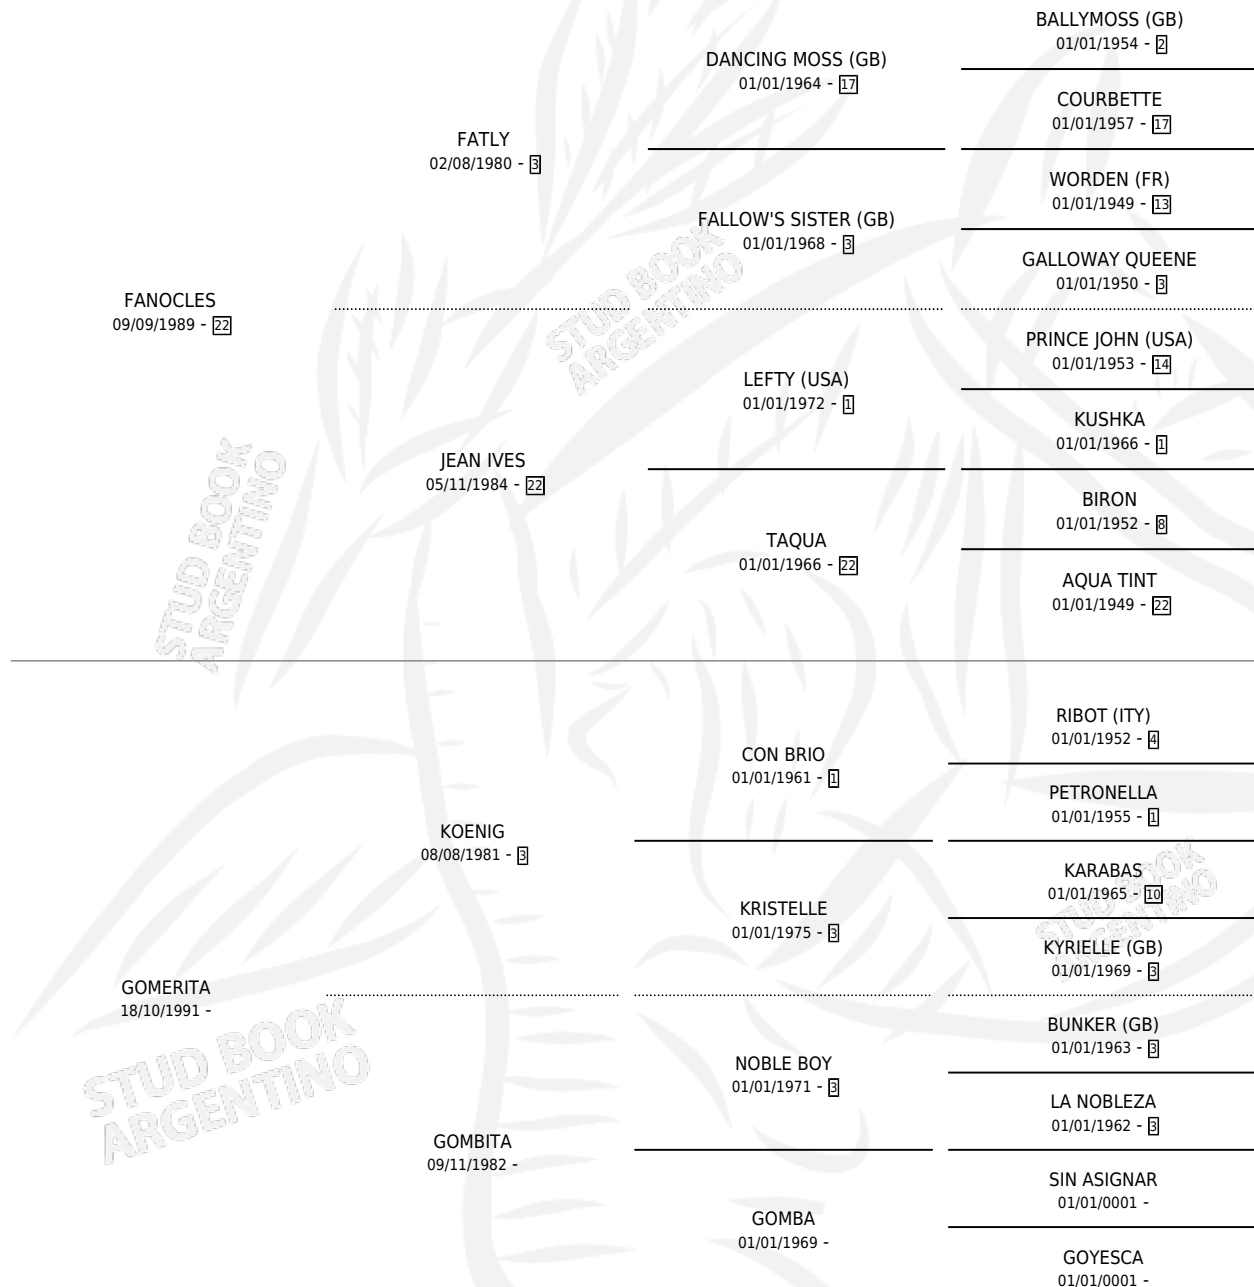 BALLYMOSS (GB)
01/01/1954 - 2
DANCING MOSS (GB)
01/01/1964 - 17
COURBETTE
01/01/1957 - 17
FATLY
02/08/1980 - 3
WORDEN (FR)
01/01/1949 - 13
FALLOW'S SISTER (GB)
01/01/1968 - 3
GALLOWAY QUEENE
01/01/1950 - 3
FANOCLES
09/09/1989 - 22
PRINCE JOHN (USA)
01/01/1953 - 14
LEFTY (USA)
01/01/1972 - 1
KUSHKA
01/01/1966 - 1
JEAN IVES
05/11/1984 - 22
BIRON
01/01/1952 - 8
TAQUA
01/01/1966 - 22
AQUA TINT
01/01/1949 - 22
RIBOT (ITY)
01/01/1952 - 4
CON BRIO
01/01/1961 - 1
PETRONELLA
01/01/1955 - 1
KOENIG
08/08/1981 - 3
KARABAS
01/01/1965 - 10
KRISTELLE
01/01/1975 - 3
KYRIELLE (GB)
01/01/1969 - 3
GOMERITA
18/10/1991 -
BUNKER (GB)
01/01/1963 - 3
NOBLE BOY
01/01/1971 - 3
LA NOBLEZA
01/01/1962 - 3
GOMBITA
09/11/1982 -
SIN ASIGNAR
01/01/0001 -
GOMBA
01/01/1969 -
GOYESCA
01/01/0001 -
STUD BOOK
ARGENTINO
STUD BOOK
ARGENTINO
STUD BOOK
ARGENTINO
STUD BOOK
ARGENTINO